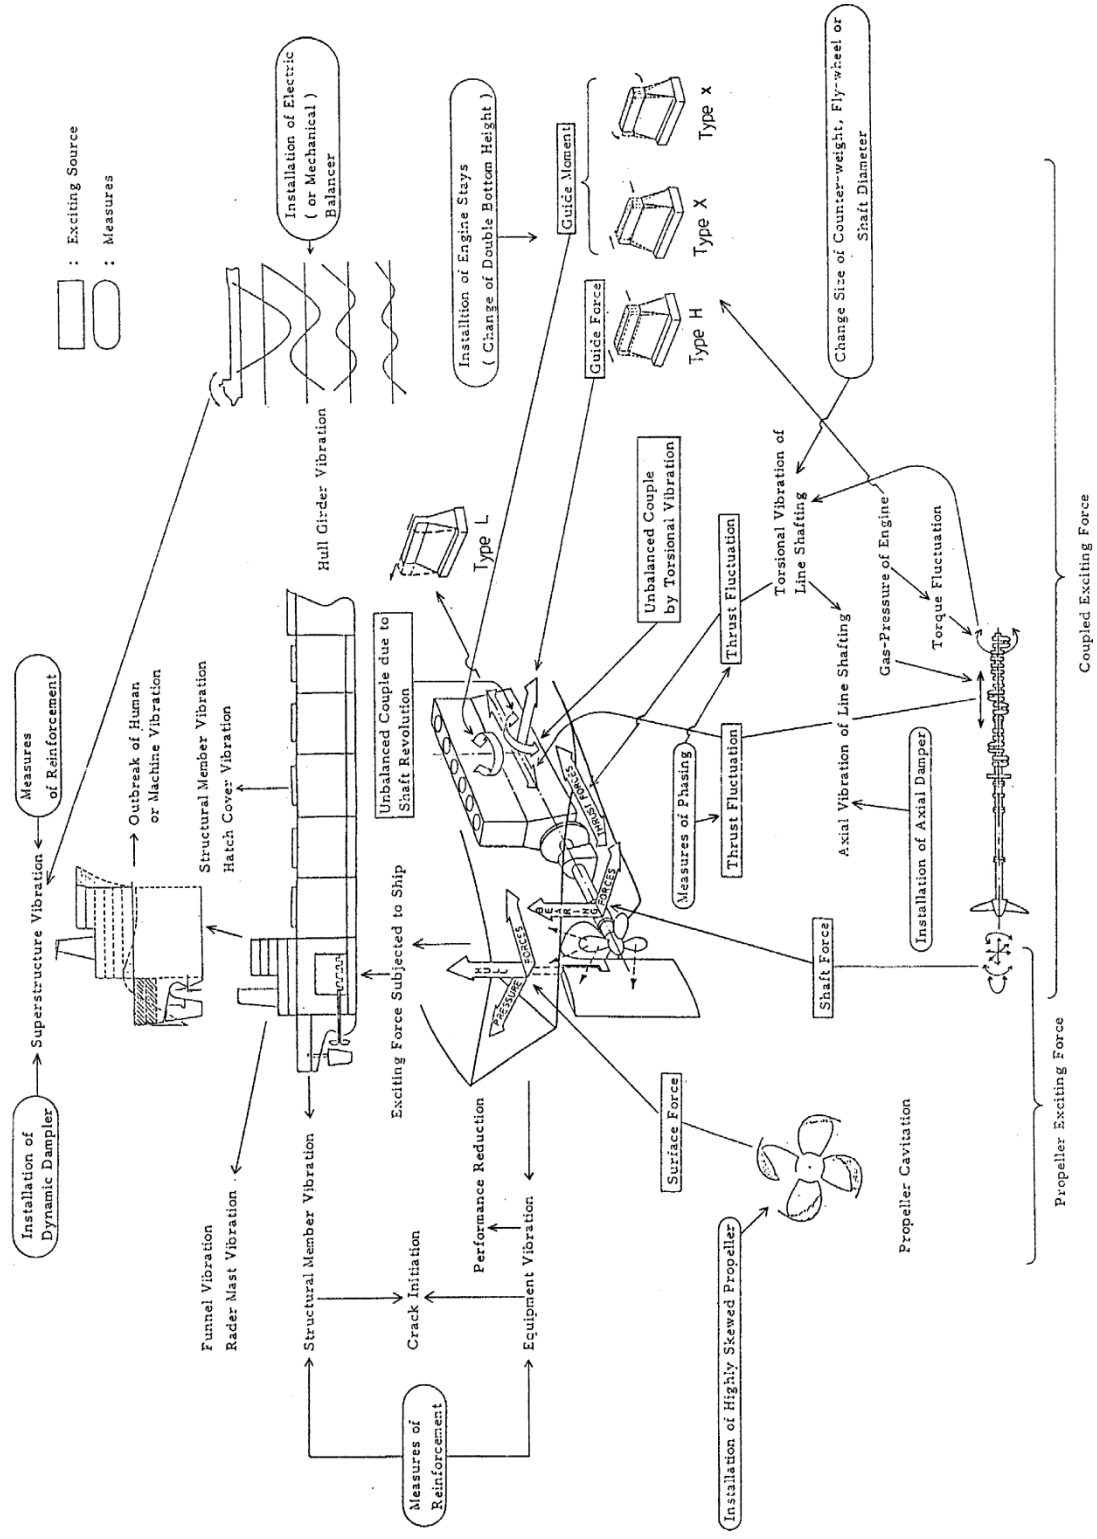 Installation of
Dynamic Dampler
Superstructure Vibration
Measures
of Reinforcement
: Exciting Source
: Measures
Outbreak of Human
or Machine Vibration
Funnel Vibration
Rader Mast Vibration
Structural Member Vibration
Hatch Cover Vibration
Installation of Electric
( or Mechanical )
Balancer
Structural Member Vibration
Hull Girder Vibration
Exciting Force Subjected to Ship
Unbalanced Couple due to
Shaft Revolution
Type L
Installtion of Engine Stays
( Change of Double Bottom Height )
Measures of
Reinforcement
Crack Initiation
Performance Reduction
Equipment Vibration
HULL
PRESSURE
FORCES
BEARING
FORCES
THRUST FORCES
Guide Moment
Guide Force
Unbalanced Couple
by Torsional Vibration
Type H
Type X
Type x
Surface Force
Measures of Phasing
Thrust Fluctuation
Thrust Fluctuation
Installation of Highly Skewed Propeller
Shaft Force
Torsional Vibration of
Line Shafting
Change Size of Counter-weight, Fly-wheel or
Shaft Diameter
Axial Vibration of Line Shafting
Gas-Pressure of Engine
Propeller Cavitation
Installation of Axial Damper
Torque Fluctuation
Propeller Exciting Force
Coupled Exciting Force